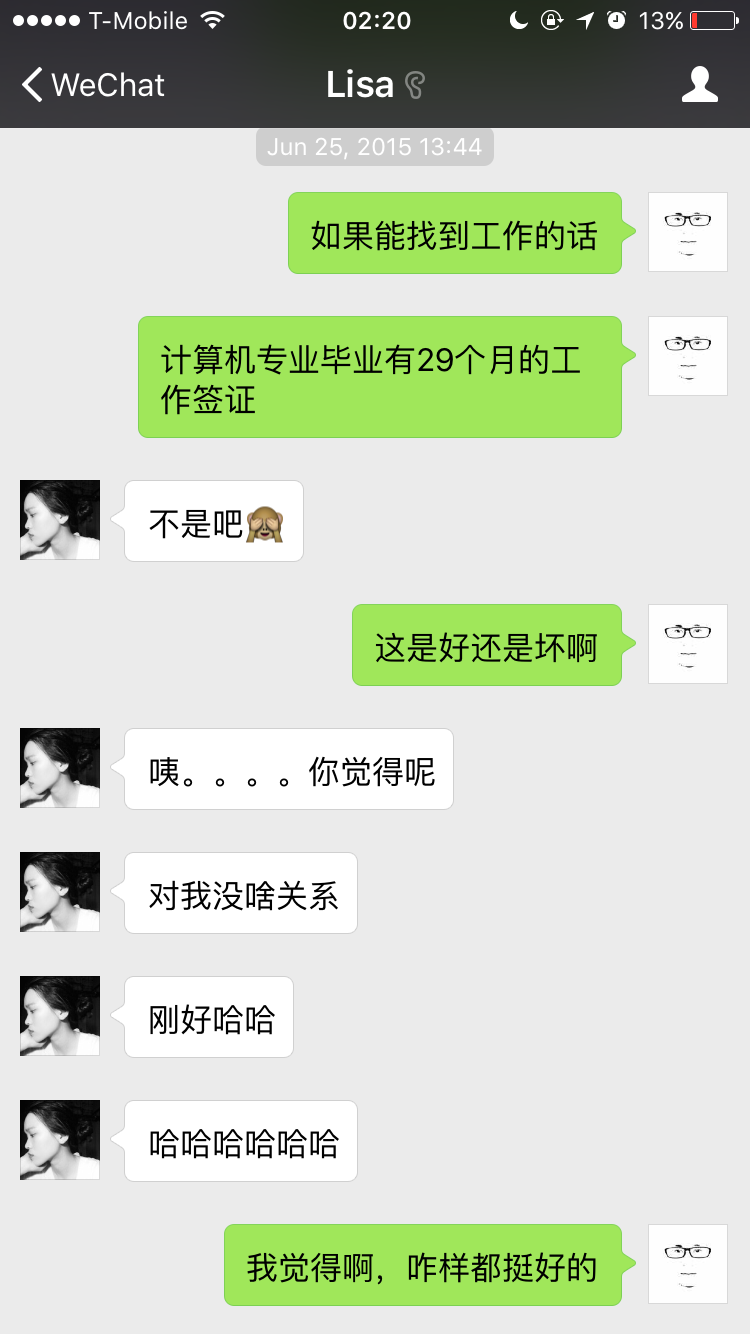 T-Mobile 02:20 13%
WeChat Lisa
Jun 25, 2015 13:44
如果能找到工作的话
计算机专业毕业有29个月的工
作签证
不是吧🙈
这是好还是坏啊
咦。。。。你觉得呢
对我没啥关系
刚好哈哈
哈哈哈哈哈哈
我觉得啊，咋样都挺好的